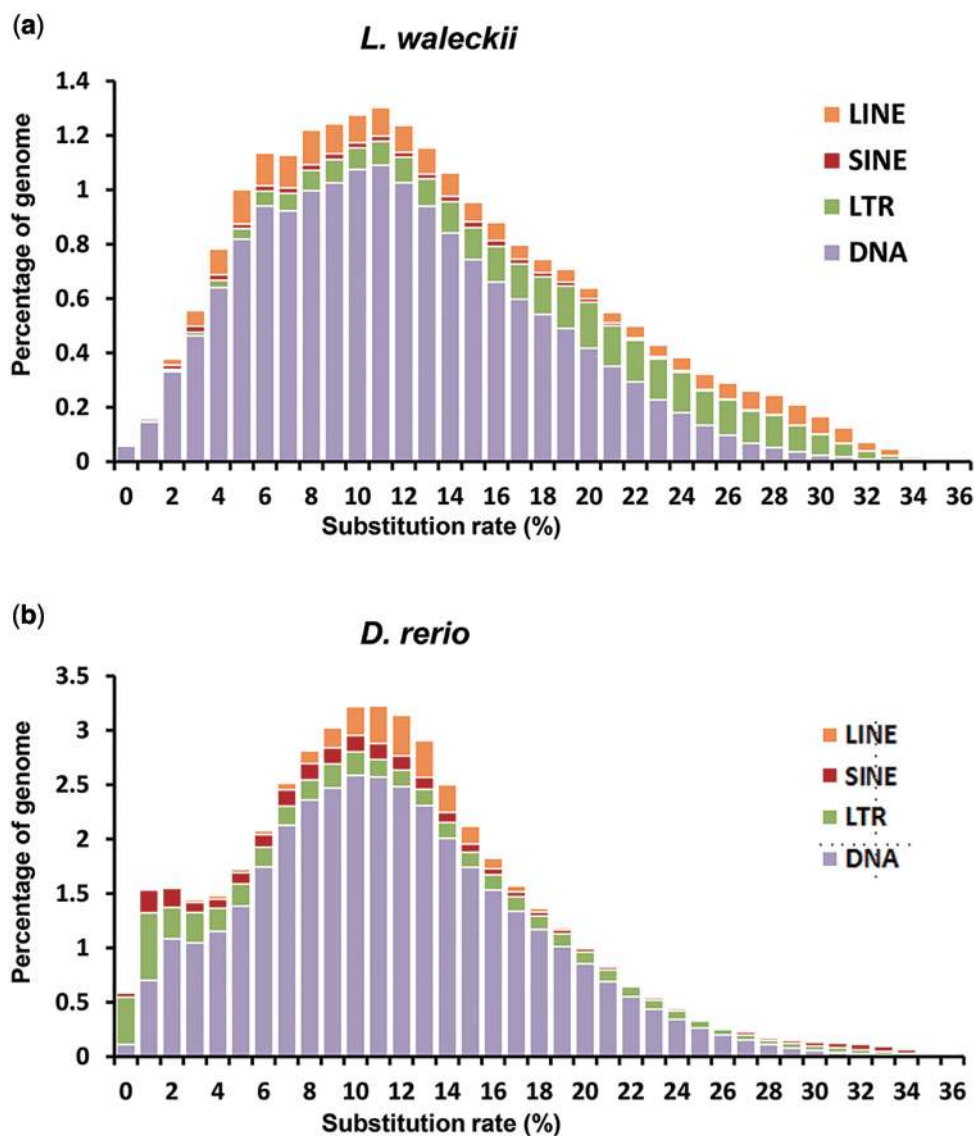 (a)
L. waleckii
Percentage of genome
1.4
1.2
1
0.8
0.6
0.4
0.2
0
LINE
SINE
LTR
DNA
0 2 4 6 8 10 12 14 16 18 20 22 24 26 28 30 32 34 36
Substitution rate (%)
(b)
D. rerio
Percentage of genome
3.5
3
2.5
2
1.5
1
0.5
0
LINE
SINE
LTR
DNA
0 2 4 6 8 10 12 14 16 18 20 22 24 26 28 30 32 34 36
Substitution rate (%)